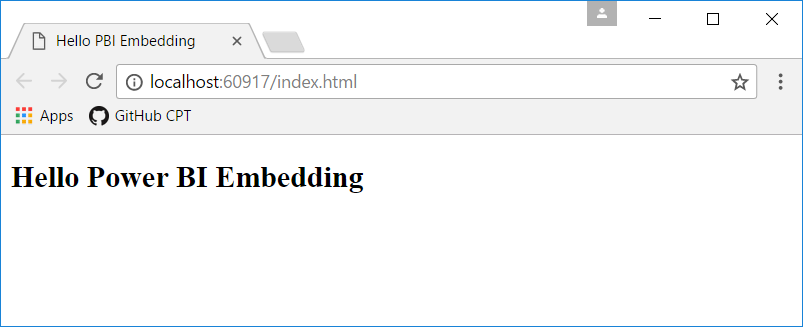 Hello PBI Embedding
localhost:60917/index.html
Apps GitHub CPT
Hello Power BI Embedding